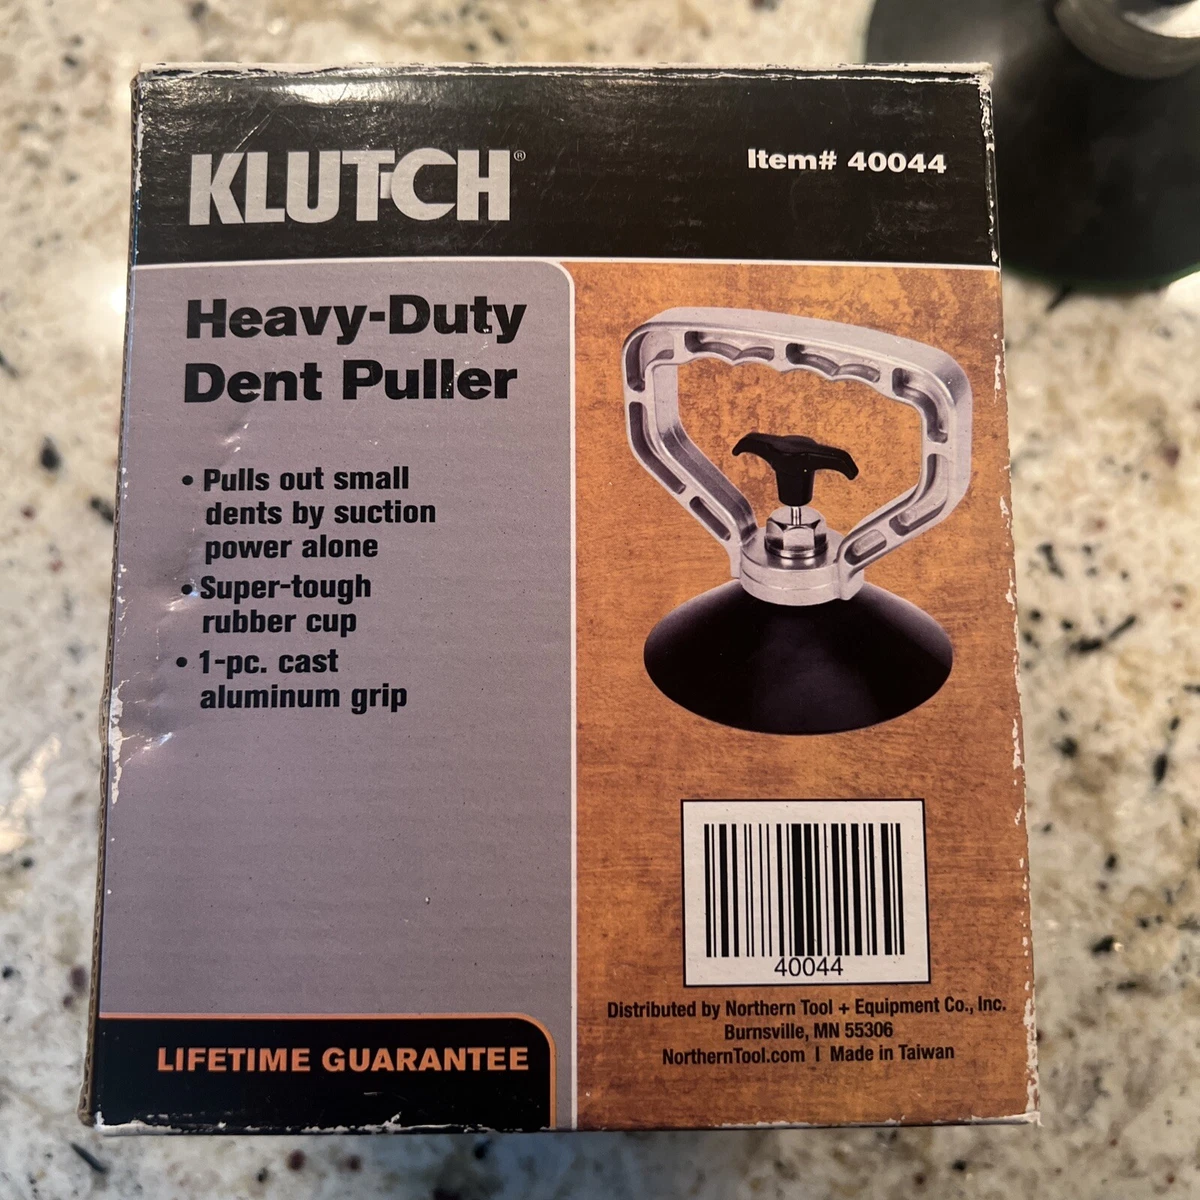 KLUTCH®
Item# 40044
Heavy-Duty
Dent Puller
• Pulls out small
dents by suction
power alone
• Super-tough
rubber cup
• 1-pc. cast
aluminum grip
LIFETIME GUARANTEE
40044
Distributed by Northern Tool + Equipment Co., Inc.
Burnsville, MN 55306
NorthernTool.com | Made in Taiwan